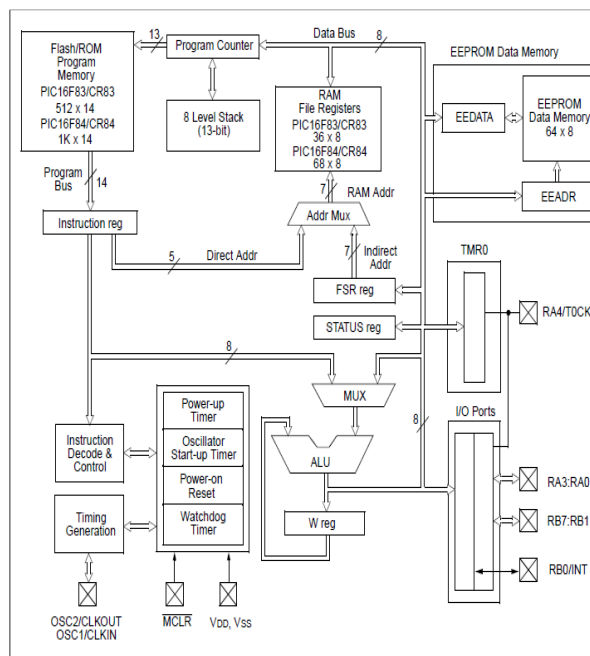 Data Bus
13
8
Flash/ROM
Program
Memory
PIC16F83/CR83
512 x 14
PIC16F84/CR84
1K x 14
Program Counter
8 Level Stack
(13-bit)
RAM
File Registers
PIC16F83/CR83
36 x 8
PIC16F84/CR84
68 x 8
EEPROM Data Memory
EEDATA
EEPROM
Data Memory
64 x 8
EEADR
Program
Bus
14
7
RAM Addr
Instruction reg
Addr Mux
5
Direct Addr
7
Indirect
Addr
FSR reg
TMR0
STATUS reg
RA4/T0CK
8
MUX
Power-up
Timer
8
I/O Ports
Instruction
Decode &
Control
Oscillator
Start-up Timer
ALU
Power-on
Reset
RA3:RA0
Timing
Generation
Watchdog
Timer
W reg
RB7:RB1
RB0/INT
OSC2/CLKOUT
OSC1/CLKIN
MCLR
VDD, VSS